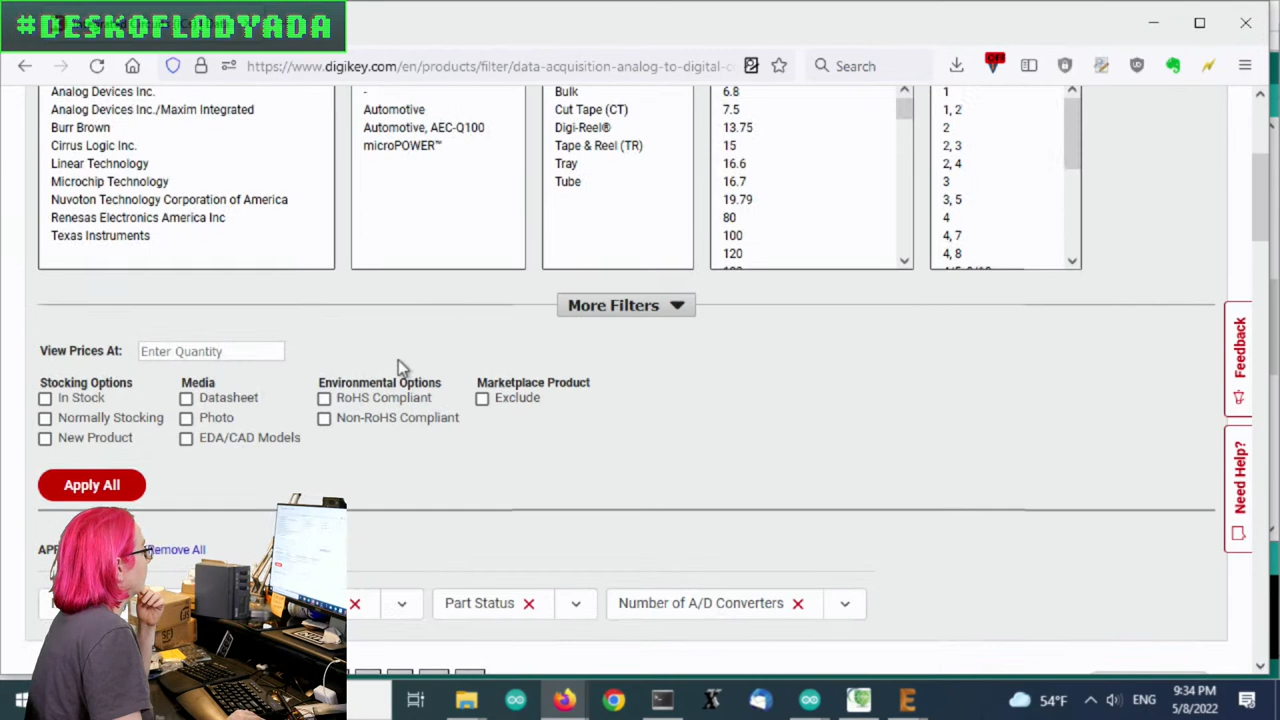 #DESKOFLADYADA
https://www.digikey.com/en/products/filter/data-acquisition-analog-to-digital-c
Search
Analog Devices Inc.
Analog Devices Inc./Maxim Integrated
Burr Brown
Cirrus Logic Inc.
Linear Technology
Microchip Technology
Nuvoton Technology Corporation of America
Renesas Electronics America Inc
Texas Instruments
-
Automotive
Automotive, AEC-Q100
microPOWER™
Bulk
Cut Tape (CT)
Digi-Reel®
Tape & Reel (TR)
Tray
Tube
6.8
7.5
13.75
15
16.6
16.7
19.79
80
100
120
1
1, 2
2
2, 3
2, 4
3
3, 5
4
4, 7
4, 8
More Filters
View Prices At: Enter Quantity
Stocking Options
In Stock
Normally Stocking
New Product
Media
Datasheet
Photo
EDA/CAD Models
Environmental Options
RoHS Compliant
Non-RoHS Compliant
Marketplace Product
Exclude
Apply All
Remove All
Part Status
Number of A/D Converters
Feedback
Need Help?
54°F
ENG
9:34 PM
5/8/2022